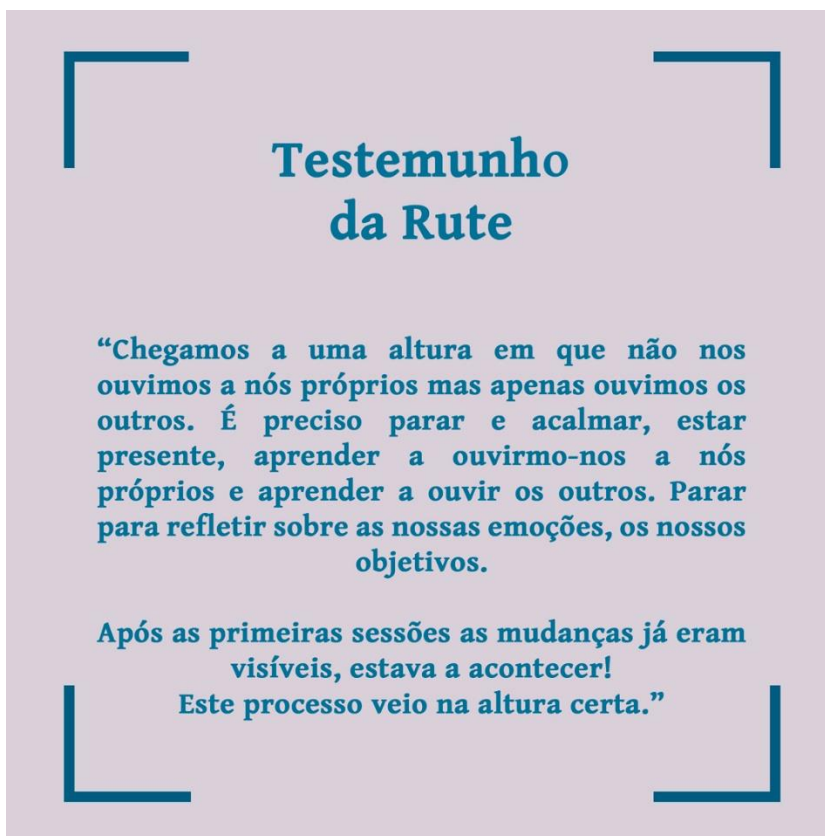 Testemunho
da Rute
“Chegamos a uma altura em que não nos
ouvimos a nós próprios mas apenas ouvimos os
outros. É preciso parar e acalmar, estar
presente, aprender a ouvirmo-nos a nós
próprios e aprender a ouvir os outros. Parar
para refletir sobre as nossas emoções, os nossos
objetivos.
Após as primeiras sessões as mudanças já eram
visíveis, estava a acontecer!
Este processo veio na altura certa.”